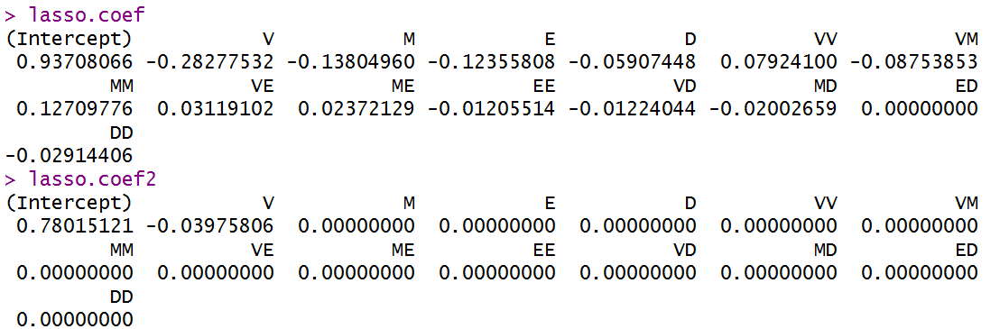 > lasso.coef
(Intercept) V M E D VV VM
0.93708066 -0.28277532 -0.13804960 -0.12355808 -0.05907448 0.07924100 -0.08753853
MM VE ME EE VD MD ED
0.12709776 0.03119102 0.02372129 -0.01205514 -0.01224044 -0.02002659 0.00000000
DD
-0.02914406
> lasso.coef2
(Intercept) V M E D VV VM
0.78015121 -0.03975806 0.00000000 0.00000000 0.00000000 0.00000000 0.00000000
MM VE ME EE VD MD ED
0.00000000 0.00000000 0.00000000 0.00000000 0.00000000 0.00000000 0.00000000
DD
0.00000000